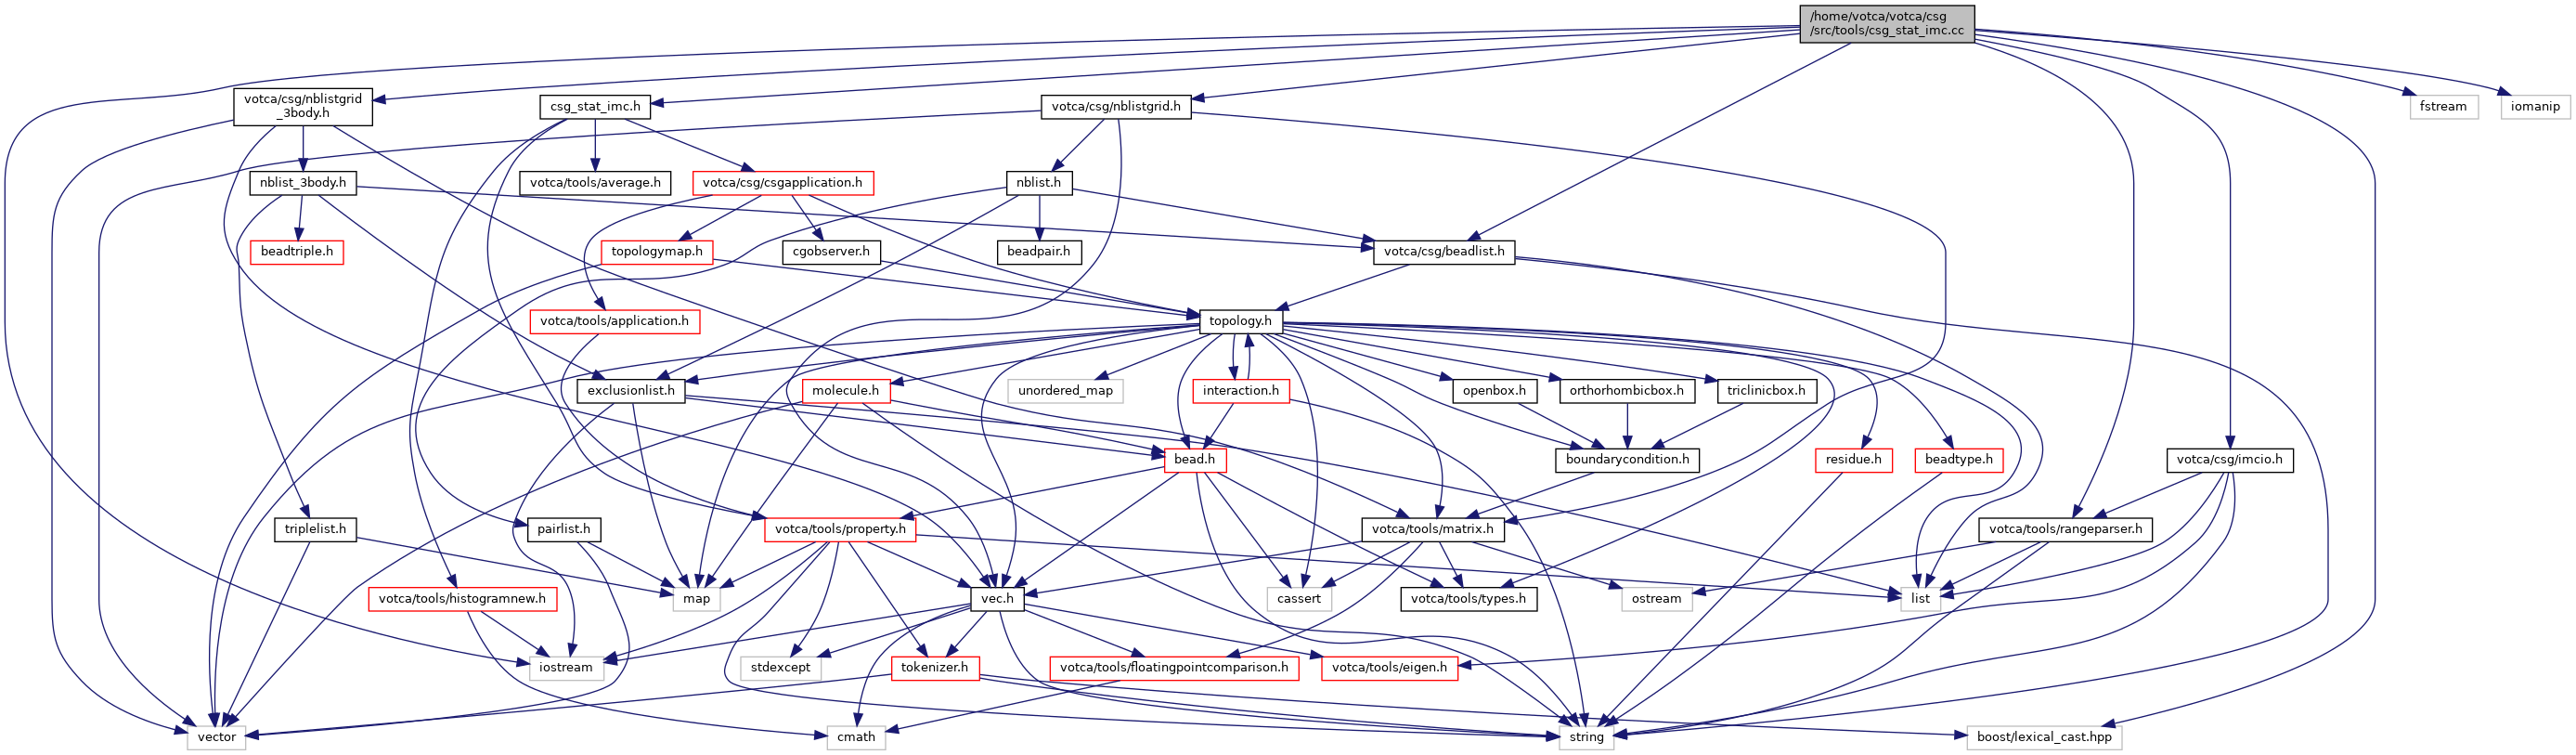 /home/votca/votca/csg
/src/tools/csg_stat_imc.cc
votca/csg/nblistgrid
_3body.h
csg_stat_imc.h
votca/csg/nblistgrid.h
fstream
iomanip
nblist_3body.h
votca/tools/average.h
votca/csg/csgapplication.h
nblist.h
beadtriple.h
topologymap.h
cgobserver.h
beadpair.h
votca/csg/beadlist.h
votca/tools/application.h
topology.h
exclusionlist.h
molecule.h
unordered_map
interaction.h
openbox.h
orthorhombicbox.h
triclinicbox.h
bead.h
boundarycondition.h
residue.h
beadtype.h
votca/csg/imcio.h
triplelist.h
pairlist.h
votca/tools/property.h
votca/tools/matrix.h
votca/tools/rangeparser.h
votca/tools/histogramnew.h
map
vec.h
cassert
votca/tools/types.h
ostream
list
iostream
stdexcept
tokenizer.h
votca/tools/floatingpointcomparison.h
votca/tools/eigen.h
vector
cmath
string
boost/lexical_cast.hpp